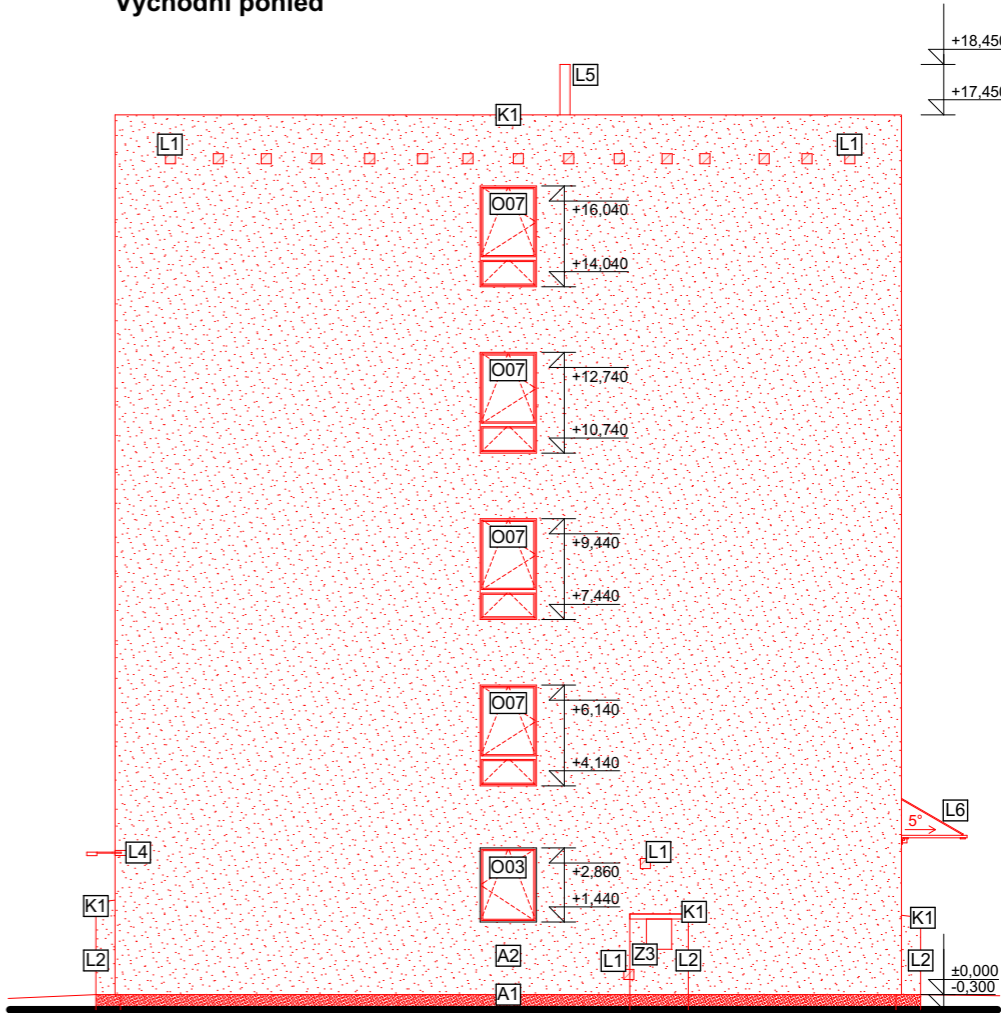 Východní pohled
+18,450
L5
+17,450
K1
L1
L1
O07
+16,040
+14,040
O07
+12,740
+10,740
O07
+9,440
+7,440
O07
+6,140
+4,140
L6
5°
L4
L1
O03
+2,860
+1,440
K1
K1
K1
A2
L1
Z3
L2
L2
L2
±0,000
-0,300
A1